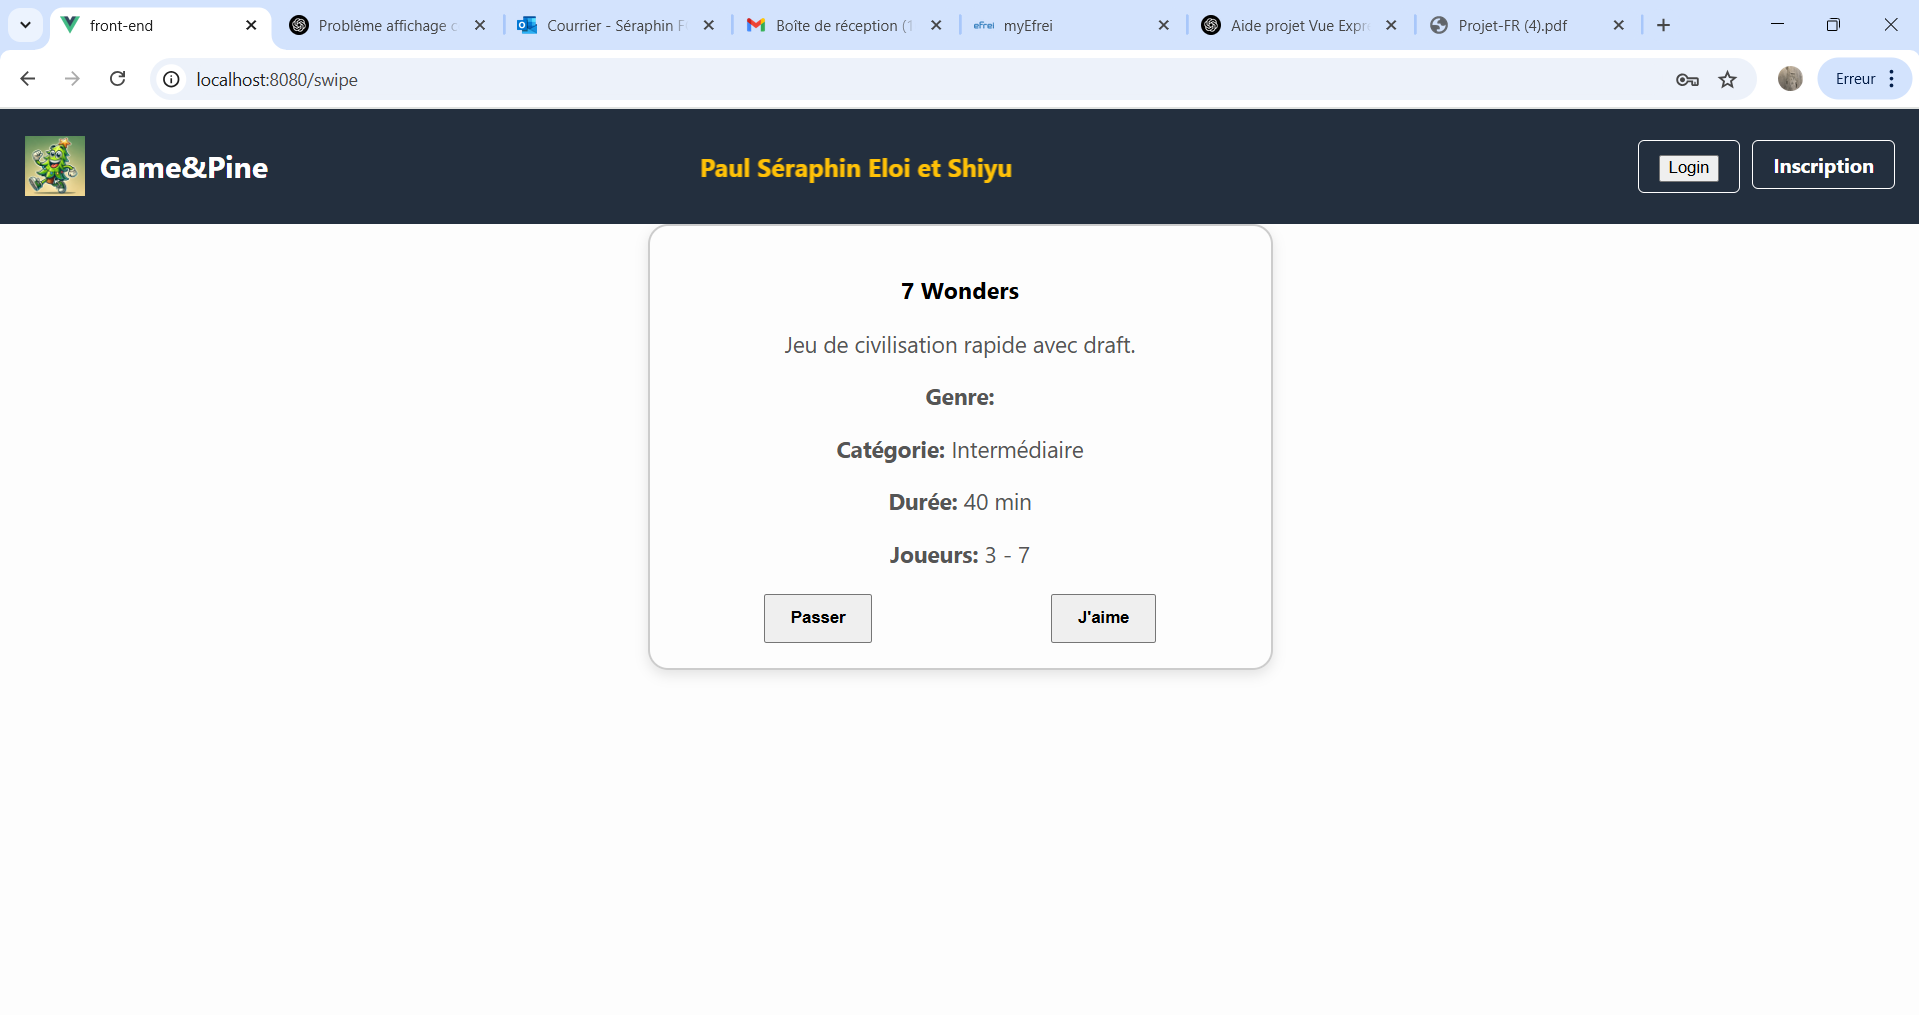 front-end
Problème affichage
Courrier - Séraphin
Boîte de réception (1
efrei myEfrei
Aide projet Vue
Projet-FR (4).pdf
localhost:8080/swipe
Erreur
Game&Pine
Paul Séraphin Eloi et Shiyu
Login
Inscription
7 Wonders
Jeu de civilisation rapide avec draft.
Genre:
Catégorie: Intermédiaire
Durée: 40 min
Joueurs: 3 - 7
Passer
J'aime